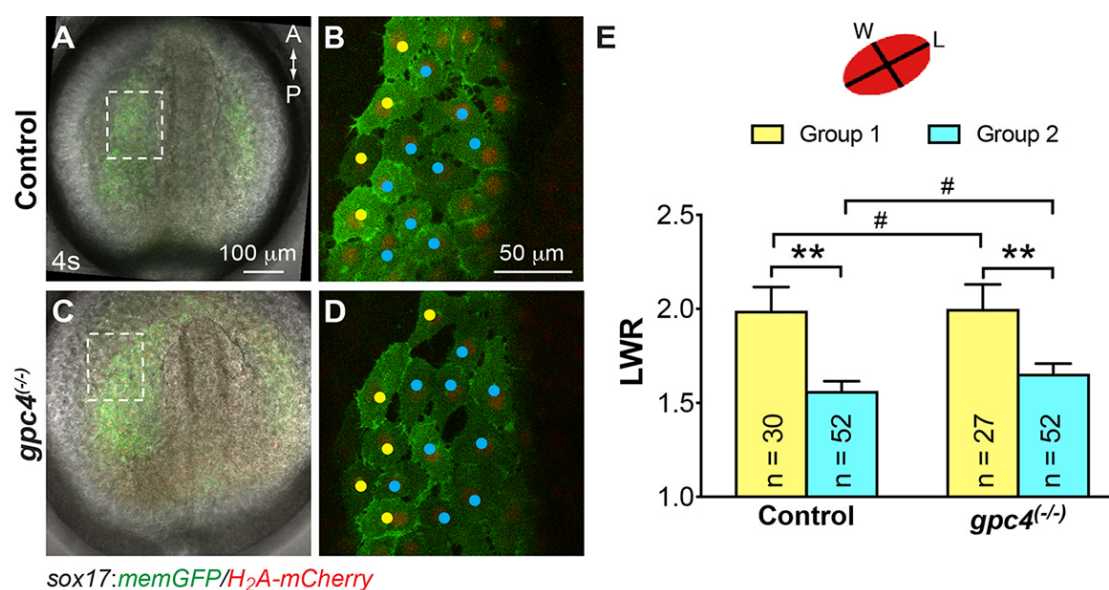 A
A
P
Control
4s
100 μm
B
50 μm
C
gpc4(-/-)
D
sox17:memGFP/H₂A-mCherry
E
W
L
Group 1
Group 2
#
#
**
**
2.5
2.0
1.5
1.0
LWR
n = 30
n = 52
n = 27
n = 52
Control
gpc4(-/-)